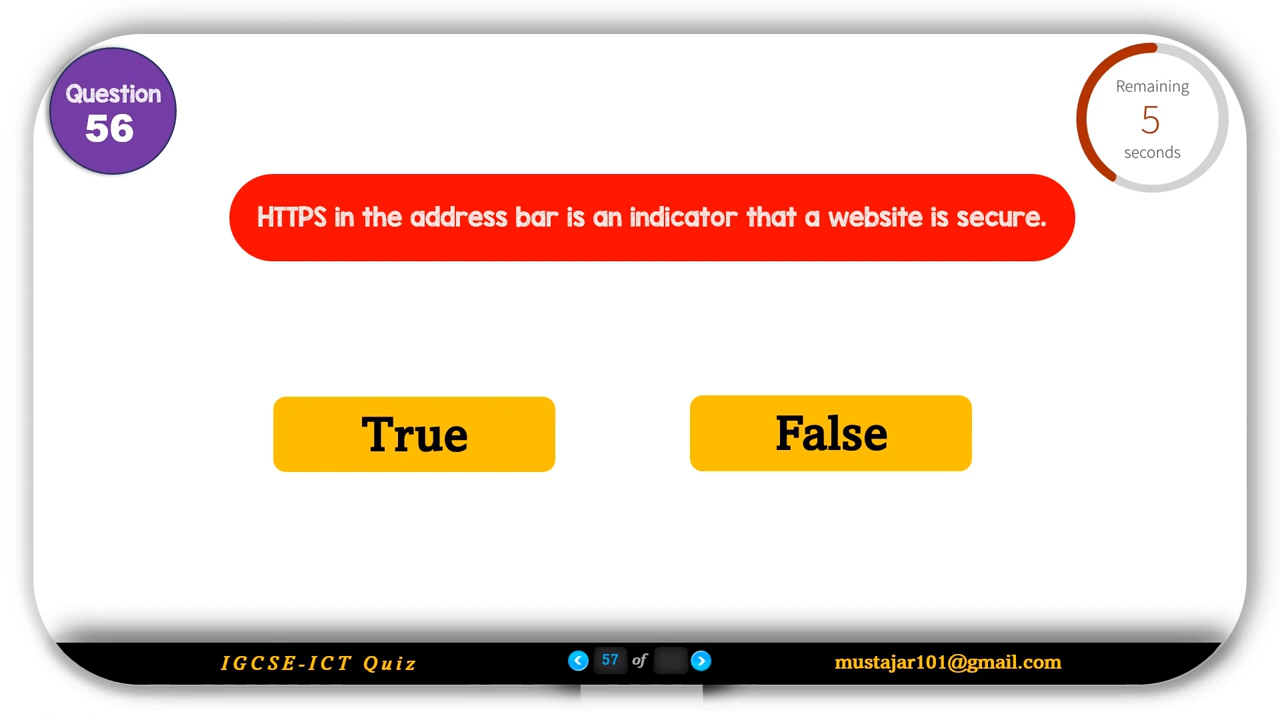 Question
56
Remaining
5
seconds
HTTPS in the address bar is an indicator that a website is secure.
True
False
IGCSE-ICT Quiz
57 of
mustajar101@gmail.com